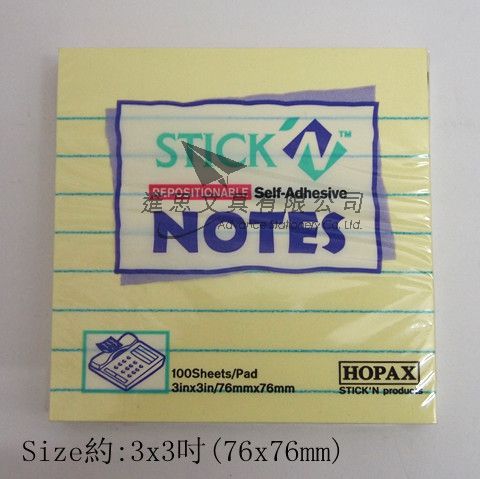 STICK 'N™
REPOSITIONABLE Self-Adhesive
進思文具有限公司
Advance Stationery Co., Ltd.
NOTES
100Sheets/Pad
3inx3in/76mmx76mm
HOPAX
STICK'N products
Size約:3x3吋(76x76mm)